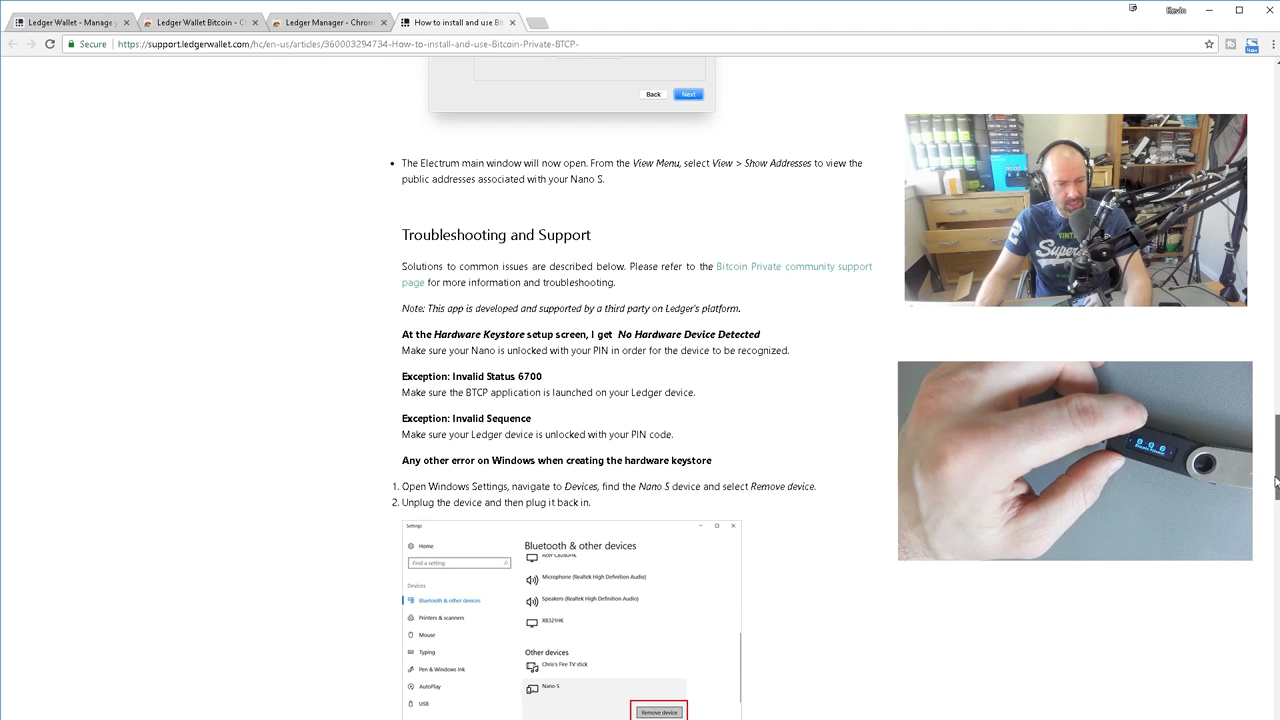 Kevin
Ledger Wallet - Manage y
Ledger Wallet Bitcoin - Cl
Ledger Manager - Chrom
How to install and use Bit
Secure
https://support.ledgerwallet.com/hc/en-us/articles/360003294734-How-to-install-and-use-Bitcoin-Private-BTCP-
New
Back Next
• The Electrum main window will now open. From the View Menu, select View > Show Addresses to view the
public addresses associated with your Nano S.
Troubleshooting and Support
Solutions to common issues are described below. Please refer to the Bitcoin Private community support
page for more information and troubleshooting.
Note: This app is developed and supported by a third party on Ledger's platform.
At the Hardware Keystore setup screen, I get No Hardware Device Detected
Make sure your Nano is unlocked with your PIN in order for the device to be recognized.
Exception: Invalid Status 6700
Make sure the BTCP application is launched on your Ledger device.
Exception: Invalid Sequence
Make sure your Ledger device is unlocked with your PIN code.
Any other error on Windows when creating the hardware keystore
1. Open Windows Settings, navigate to Devices, find the Nano S device and select Remove device.
2. Unplug the device and then plug it back in.
Settings
Home
Find a setting
Devices
Bluetooth & other devices
Printers & scanners
Mouse
Typing
Pen & Windows Ink
AutoPlay
USB
Bluetooth & other devices
Acer CB280HK
Microphone (Realtek High Definition Audio)
Speakers (Realtek High Definition Audio)
XB321HK
Other devices
Chris's Fire TV stick
Nano S
Remove device
VINTAGE
Superdry
Bitcoin Private